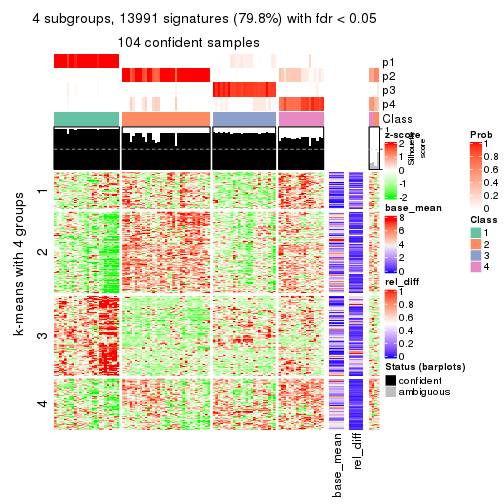 4 subgroups, 13991 signatures (79.8%) with fdr < 0.05
104 confident samples
p1
p2
p3
p4
Class
1
Silhouette
score
k-means with 4 groups
1
2
3
4
base_mean
rel_diff
z-score
2
1
0
-1
-2
base_mean
8
6
4
2
0
rel_diff
1
0.8
0.6
0.4
0.2
0
Status (barplots)
confident
ambiguous
Prob
1
0.8
0.6
0.4
0.2
0
Class
1
2
3
4